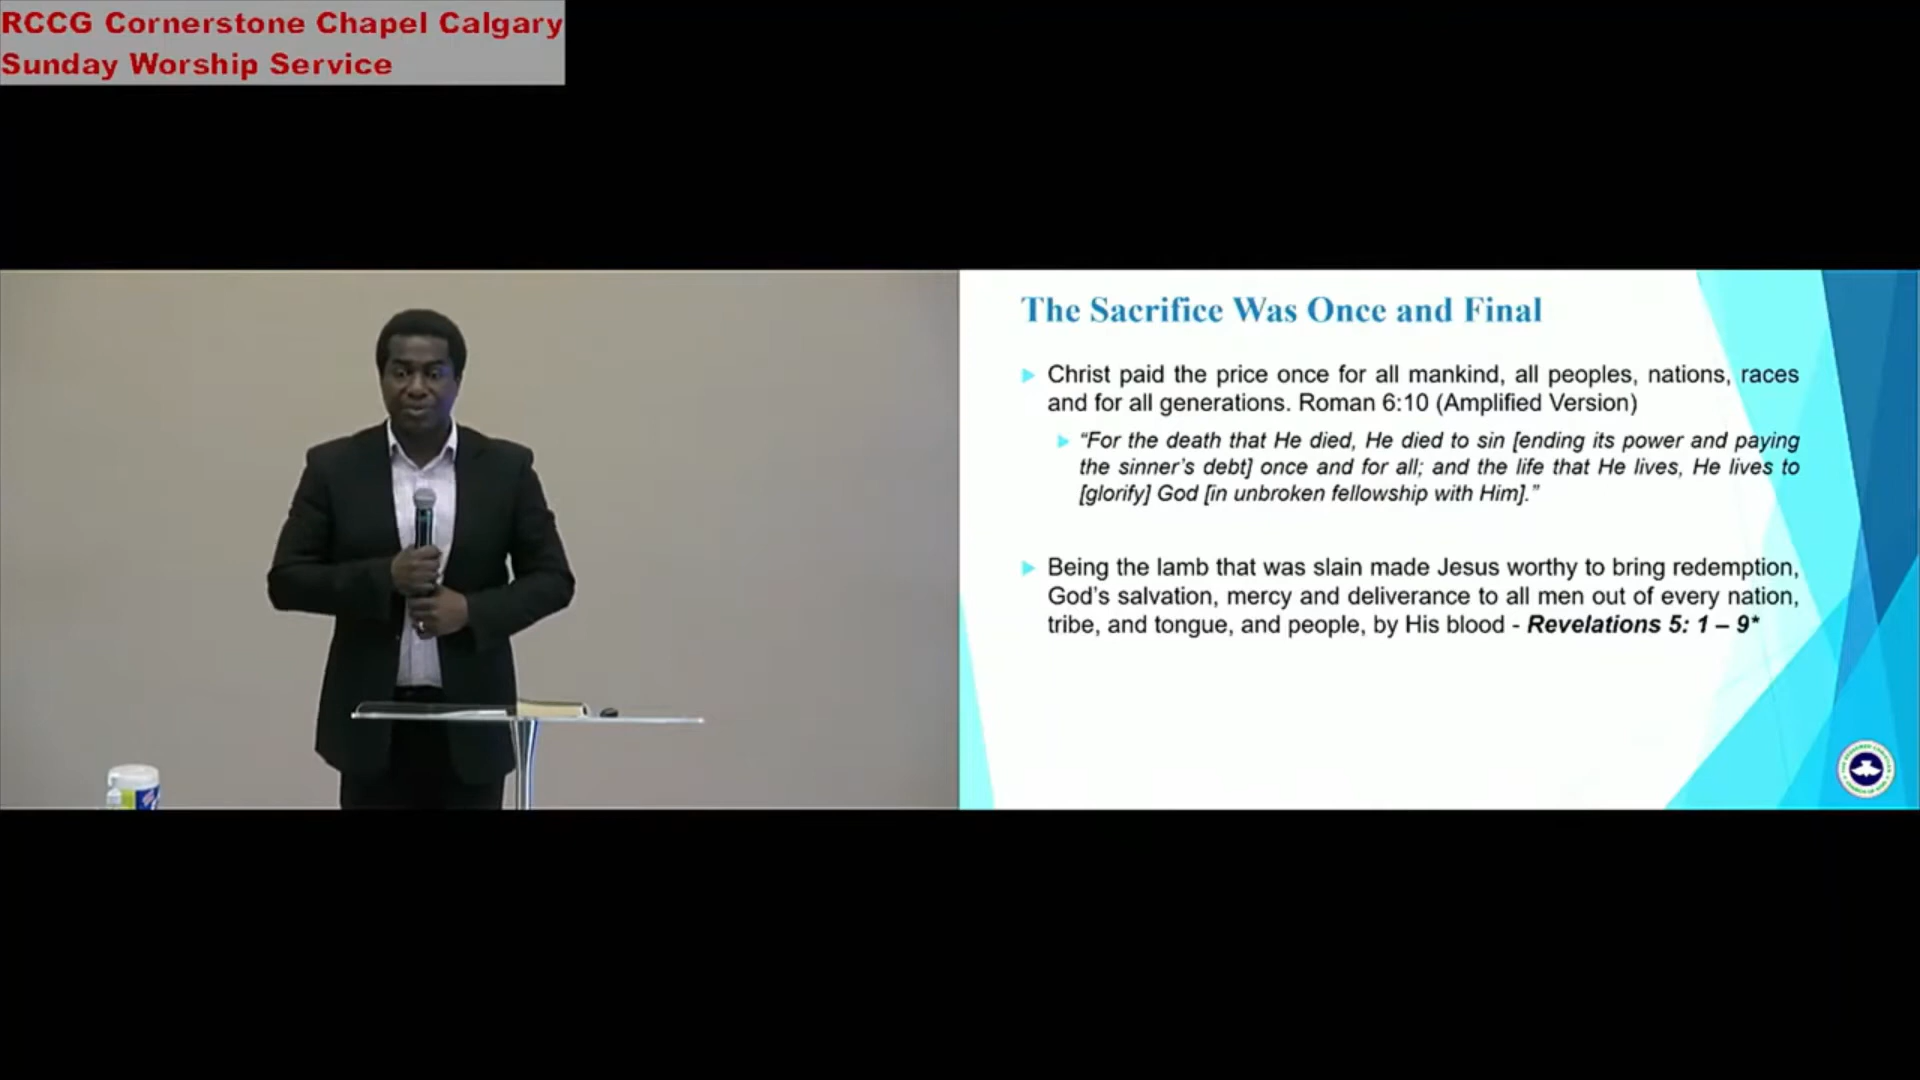 RCCG Cornerstone Chapel Calgary
Sunday Worship Service
The Sacrifice Was Once and Final
Christ paid the price once for all mankind, all peoples, nations, races
and for all generations. Roman 6:10 (Amplified Version)
“For the death that He died, He died to sin [ending its power and paying
the sinner’s debt] once and for all; and the life that He lives, He lives to
[glorify] God [in unbroken fellowship with Him].”
Being the lamb that was slain made Jesus worthy to bring redemption,
God’s salvation, mercy and deliverance to all men out of every nation,
tribe, and tongue, and people, by His blood - Revelations 5: 1 – 9*